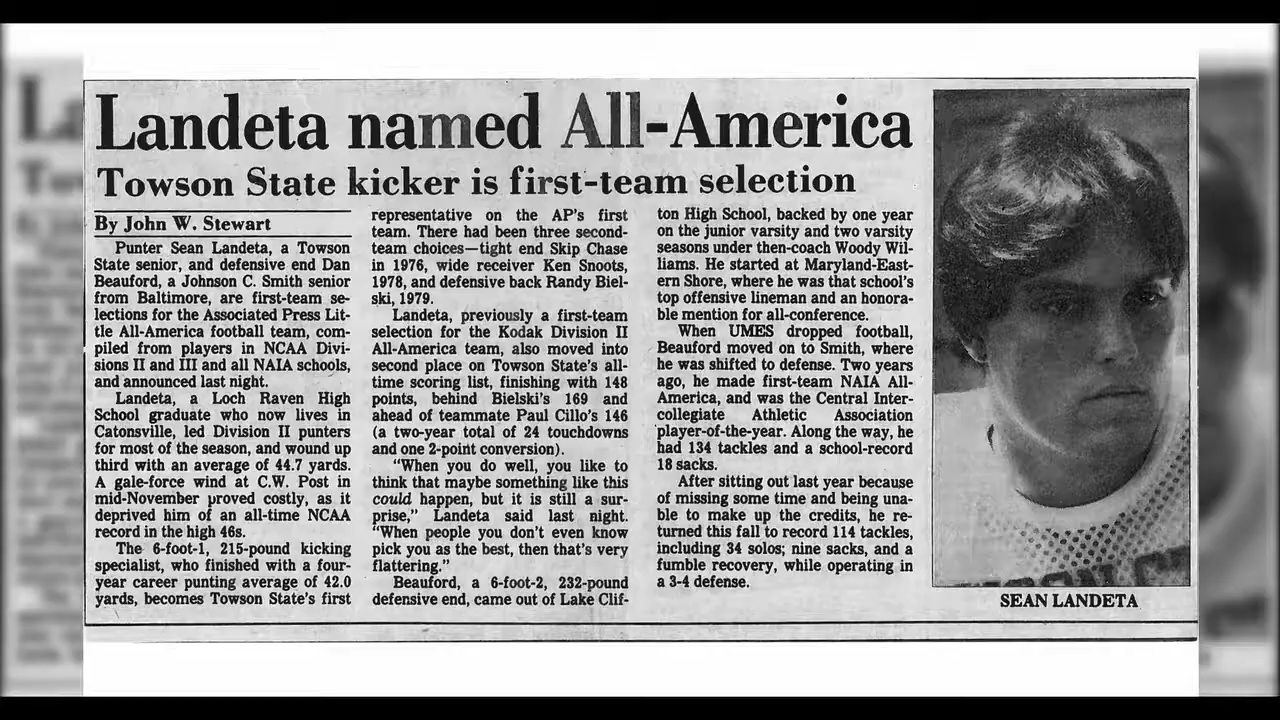 Landeta named All-America
Towson State kicker is first-team selection
By John W. Stewart
Punter Sean Landeta, a Towson
State senior, and defensive end Dan
Beauford, a Johnson C. Smith senior
from Baltimore, are first-team se-
lections for the Associated Press Lit-
tle All-America football team, com-
piled from players in NCAA Divi-
sions II and III and all NAIA schools,
and announced last night.
Landeta, a Loch Raven High
School graduate who now lives in
Catonsville, led Division II punters
for most of the season, and wound up
third with an average of 44.7 yards.
A gale-force wind at C.W. Post in
mid-November proved costly, as it
deprived him of an all-time NCAA
record in the high 46s.
The 6-foot-1, 215-pound kicking
specialist, who finished with a four-
year career punting average of 42.0
yards, becomes Towson State's first
representative on the AP's first
team. There had been three second-
team choices—tight end Skip Chase
in 1976, wide receiver Ken Snoots,
1978, and defensive back Randy Biel-
ski, 1979.
Landeta, previously a first-team
selection for the Kodak Division II
All-America team, also moved into
second place on Towson State's all-
time scoring list, finishing with 148
points, behind Bielski's 169 and
ahead of teammate Paul Cillo's 146
(a two-year total of 24 touchdowns
and one 2-point conversion).
"When you do well, you like to
think that maybe something like this
could happen, but it is still a sur-
prise," Landeta said last night.
"When people you don't even know
pick you as the best, then that's very
flattering."
Beauford, a 6-foot-2, 232-pound
defensive end, came out of Lake Clif-
ton High School, backed by one year
on the junior varsity and two varsity
seasons under then-coach Woody Wil-
liams. He started at Maryland-East-
ern Shore, where he was that school's
top offensive lineman and an honora-
ble mention for all-conference.
When UMES dropped football,
Beauford moved on to Smith, where
he was shifted to defense. Two years
ago, he made first-team NAIA All-
America, and was the Central Inter-
collegiate Athletic Association
player-of-the-year. Along the way, he
had 134 tackles and a school-record
18 sacks.
After sitting out last year because
of missing some time and being una-
ble to make up the credits, he re-
turned this fall to record 114 tackles,
including 34 solos; nine sacks, and a
fumble recovery, while operating in
a 3-4 defense.
SEAN LANDETA